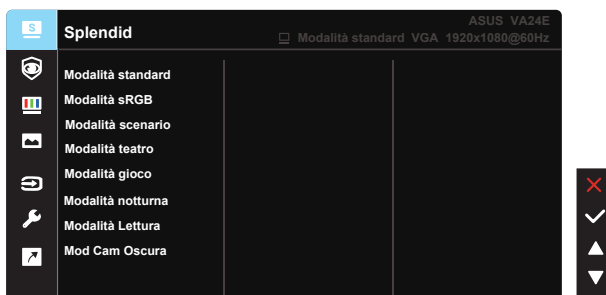 S
Splendid
ASUS VA24E
Modalità standard VGA 1920x1080@60Hz
Modalità standard
Modalità sRGB
Modalità scenario
Modalità teatro
Modalità gioco
Modalità notturna
Modalità Lettura
Mod Cam Oscura